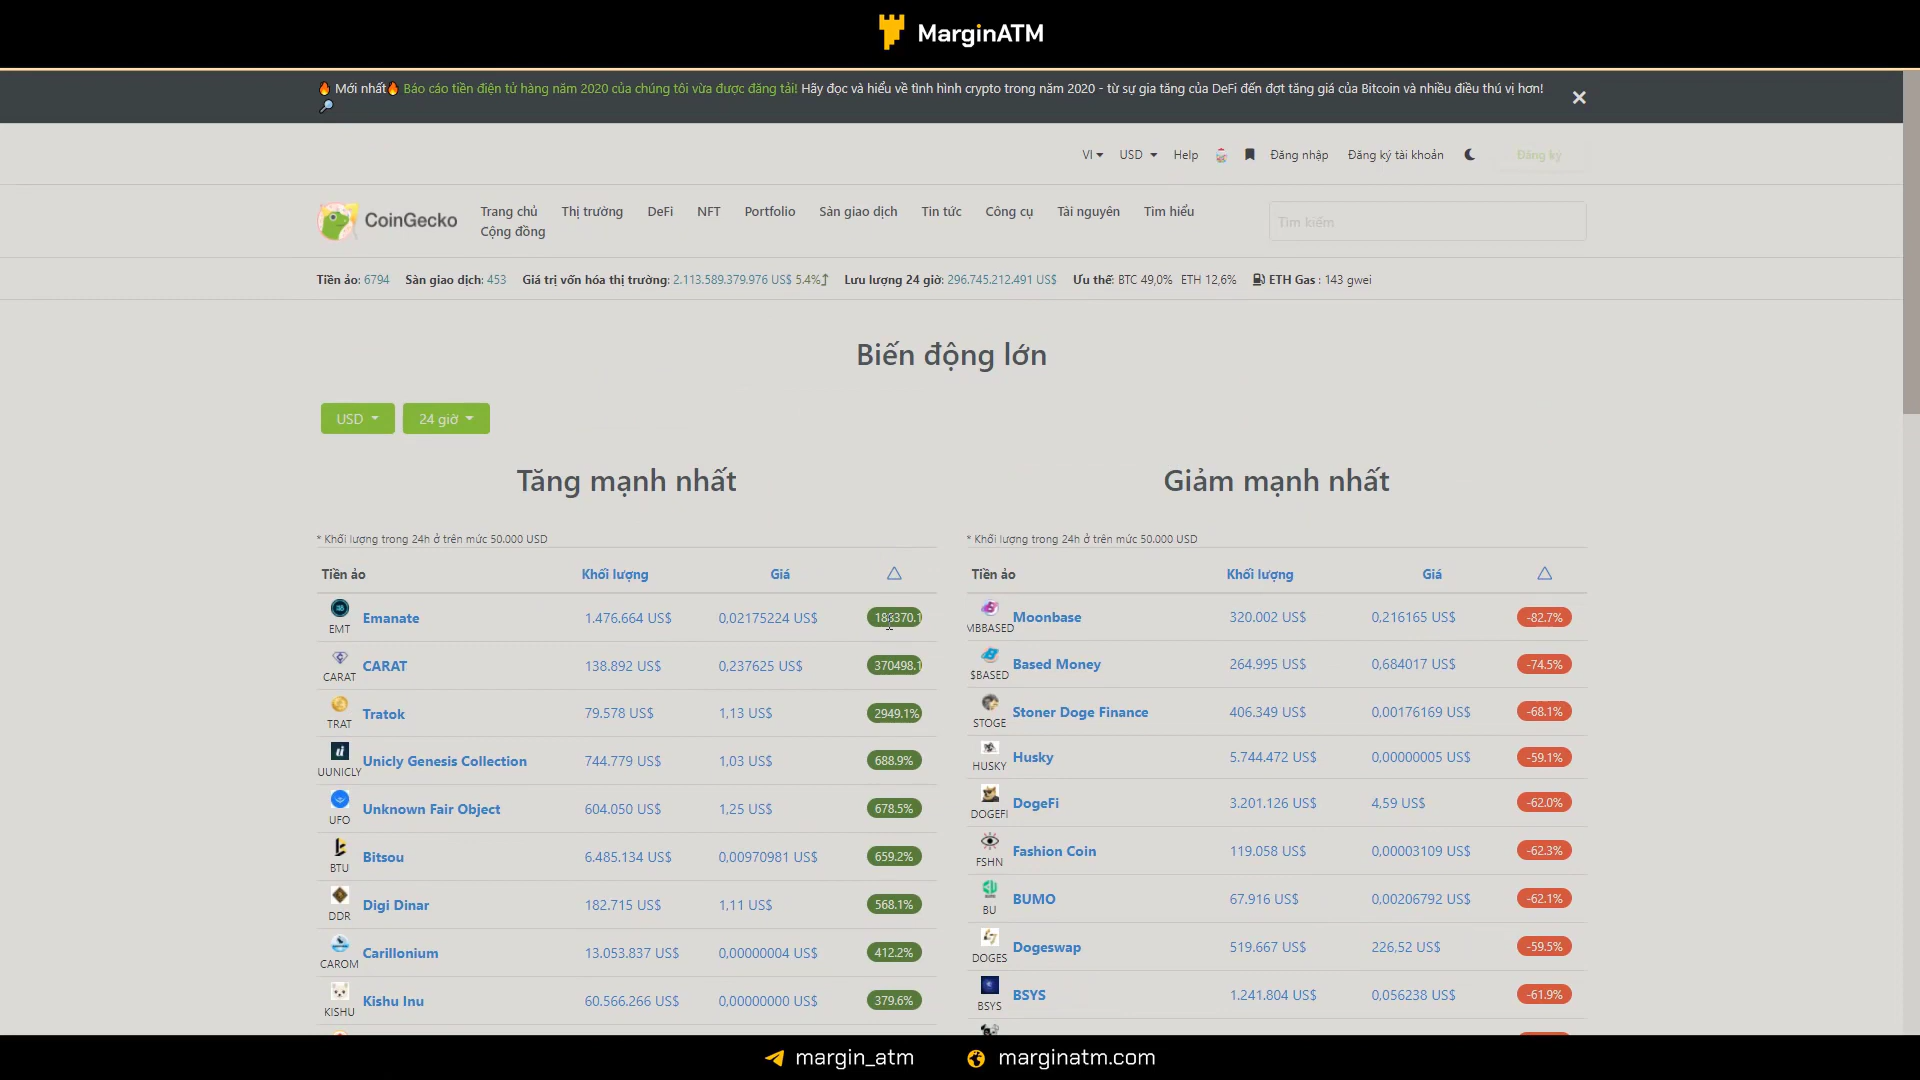 MarginATM
Mới nhất Báo cáo tiền điện tử hàng năm 2020 của chúng tôi vừa được đăng tải! Hãy đọc và hiểu về tình hình crypto trong năm 2020 - từ sự gia tăng của DeFi đến đợt tăng giá của Bitcoin và nhiều điều thú vị hơn!
VI USD Help Đăng nhập Đăng ký tài khoản Đăng ký
CoinGecko Trang chủ Thị trường DeFi NFT Portfolio Sàn giao dịch Tin tức Công cụ Tài nguyên Tìm hiểu
Cộng đồng
Tìm kiếm
Tiền ảo: 6794 Sàn giao dịch: 453 Giá trị vốn hóa thị trường: 2.113.589.379.976 US$ 5.4% Lưu lượng 24 giờ: 296.745.212.491 US$ Ưu thế: BTC 49,0% ETH 12,6% ETH Gas : 143 gwei
Biến động lớn
USD 24 giờ
Tăng mạnh nhất
* Khối lượng trong 24h ở trên mức 50.000 USD
Tiền ảo Khối lượng Giá △
EMT Emanate 1.476.664 US$ 0,02175224 US$
CARAT CARAT 138.892 US$ 0,237625 US$ 370498.1
TRAT Tratok 79.578 US$ 1,13 US$ 2949.1%
UUNICLY Unicly Genesis Collection 744.779 US$ 1,03 US$ 688.9%
UFO Unknown Fair Object 604.050 US$ 1,25 US$ 678.5%
BTU Bitsou 6.485.134 US$ 0,00970981 US$ 659.2%
DDR Digi Dinar 182.715 US$ 1,11 US$ 568.1%
CAROM Carillonium 13.053.837 US$ 0,00000004 US$ 412.2%
KISHU Kishu Inu 60.566.266 US$ 0,00000000 US$ 379.6%
Giảm mạnh nhất
* Khối lượng trong 24h ở trên mức 50.000 USD
Tiền ảo Khối lượng Giá △
MBBASED Moonbase 320.002 US$ 0,216165 US$ -82.7%
$BASED Based Money 264.995 US$ 0,684017 US$ -74.5%
STOGE Stoner Doge Finance 406.349 US$ 0,00176169 US$ -68.1%
HUSKY Husky 5.744.472 US$ 0,00000005 US$ -59.1%
DOGEFI DogeFi 3.201.126 US$ 4,59 US$ -62.0%
FSHN Fashion Coin 119.058 US$ 0,00003109 US$ -62.3%
BU BUMO 67.916 US$ 0,00206792 US$ -62.1%
DOGES Dogeswap 519.667 US$ 226,52 US$ -59.5%
BSYS BSYS 1.241.804 US$ 0,056238 US$ -61.9%
margin_atm marginatm.com